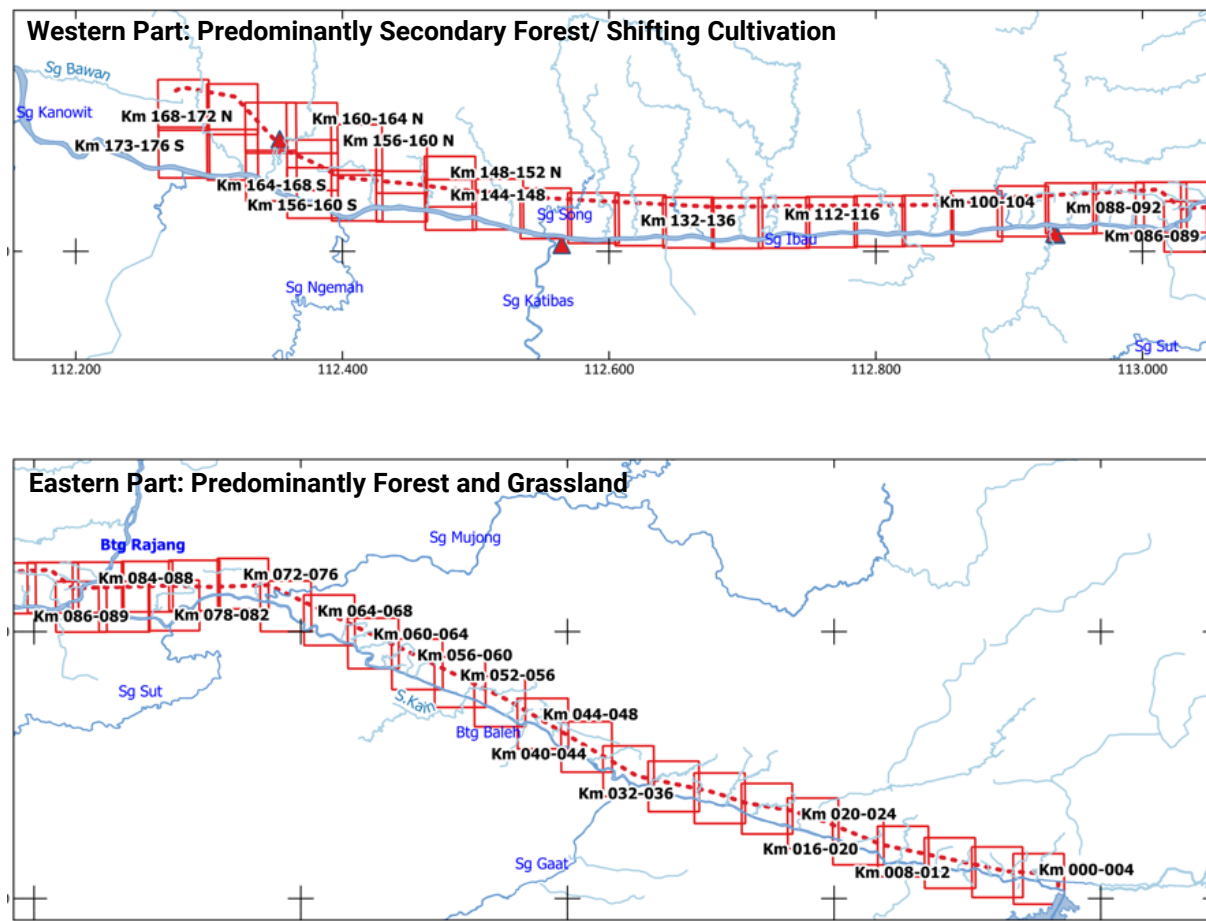 Western Part: Predominantly Secondary Forest/ Shifting Cultivation
Sg Bawan
Sg Kanowit
Km 168-172 N
Km 160-164 N
Km 173-176 S
Km 156-160 N
Km 148-152 N
Km 164-168 S
Km 144-148
Km 156-160 S
Sg Song
Km 132-136
Km 112-116
Km 100-104
Km 088-092
Km 086-089
Sg Ibau
Sg Ngemah
Sg Katibas
Sg Sut
112.200
112.400
112.600
112.800
113.000
Eastern Part: Predominantly Forest and Grassland
Sg Mujong
Btg Rajang
Km 084-088
Km 072-076
Km 086-089
Km 078-082
Km 064-068
Km 060-064
Km 056-060
Km 052-056
Sg Sut
S.Kain
Km 044-048
Btg Baleh
Km 040-044
Km 032-036
Km 020-024
Km 016-020
Sg Gaat
Km 008-012
Km 000-004